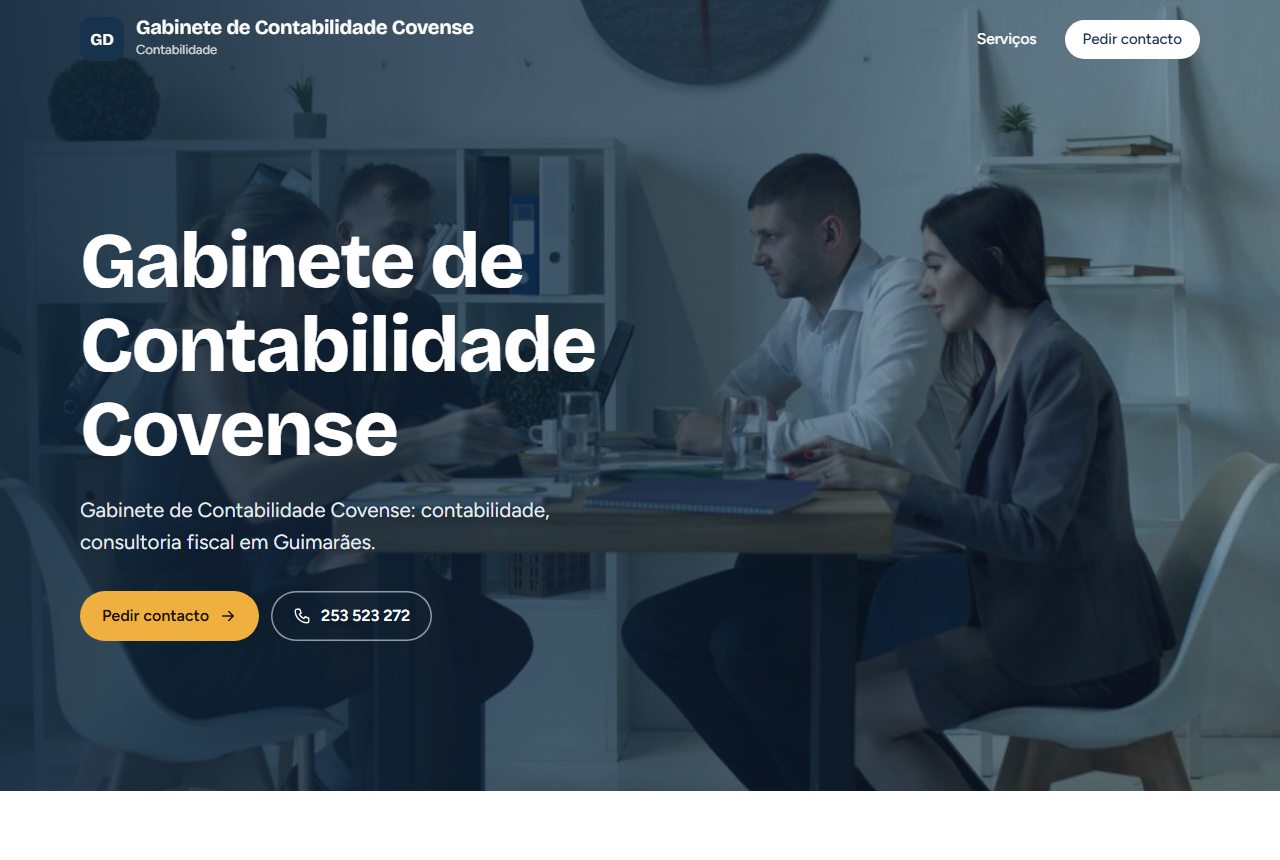 GD
Gabinete de Contabilidade Covense
Contabilidade
Serviços
Pedir contacto
Gabinete de
Contabilidade
Covense
Gabinete de Contabilidade Covense: contabilidade,
consultoria fiscal em Guimarães.
Pedir contacto
253 523 272